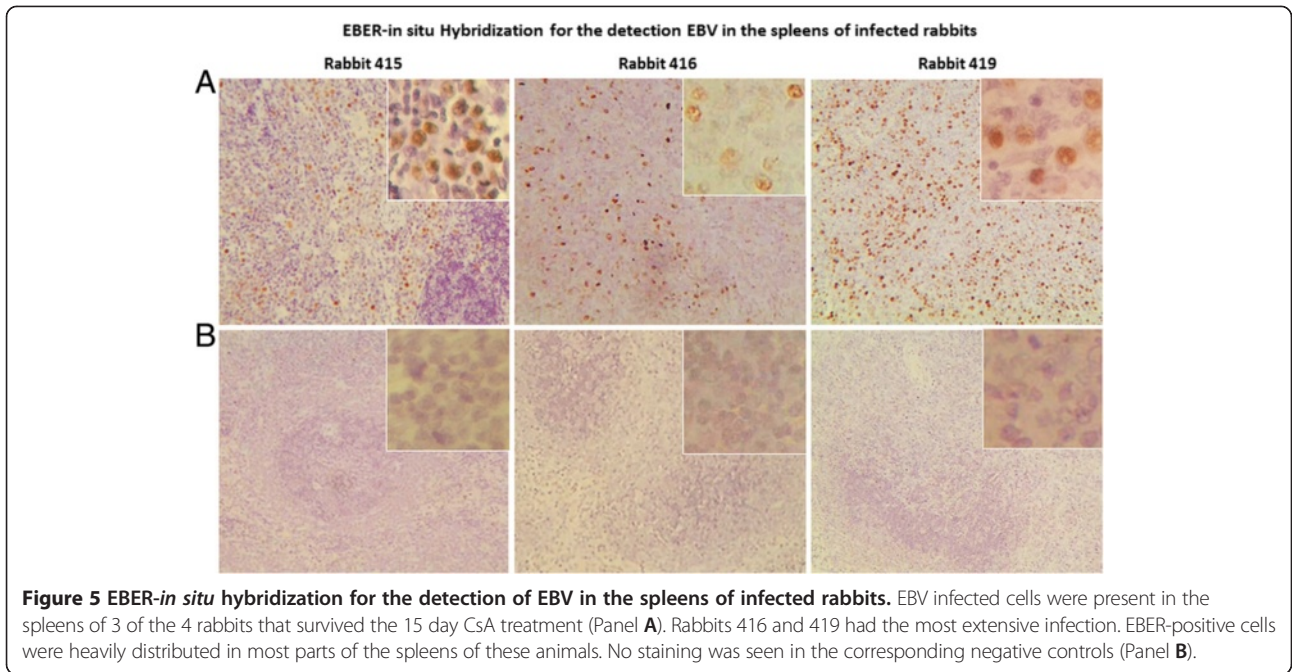 EBER-in situ Hybridization for the detection EBV in the spleens of infected rabbits
Rabbit 415 Rabbit 416 Rabbit 419
A
B
Figure 5 EBER-in situ hybridization for the detection of EBV in the spleens of infected rabbits. EBV infected cells were present in the
spleens of 3 of the 4 rabbits that survived the 15 day CsA treatment (Panel A). Rabbits 416 and 419 had the most extensive infection. EBER-positive cells
were heavily distributed in most parts of the spleens of these animals. No staining was seen in the corresponding negative controls (Panel B).